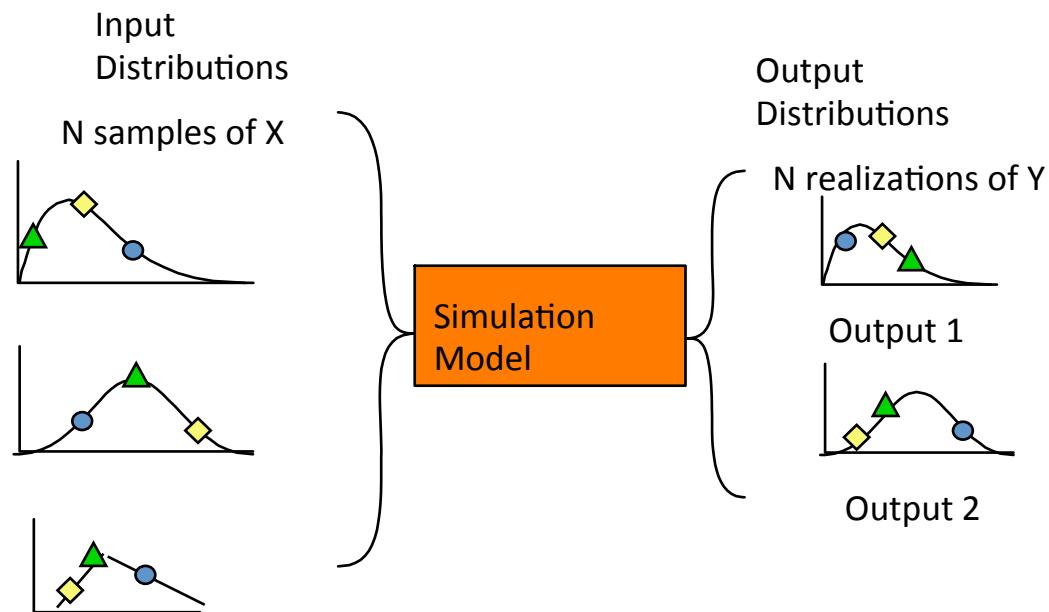 Input
Distributions
N samples of X
Simulation
Model
Output
Distributions
N realizations of Y
Output 1
Output 2